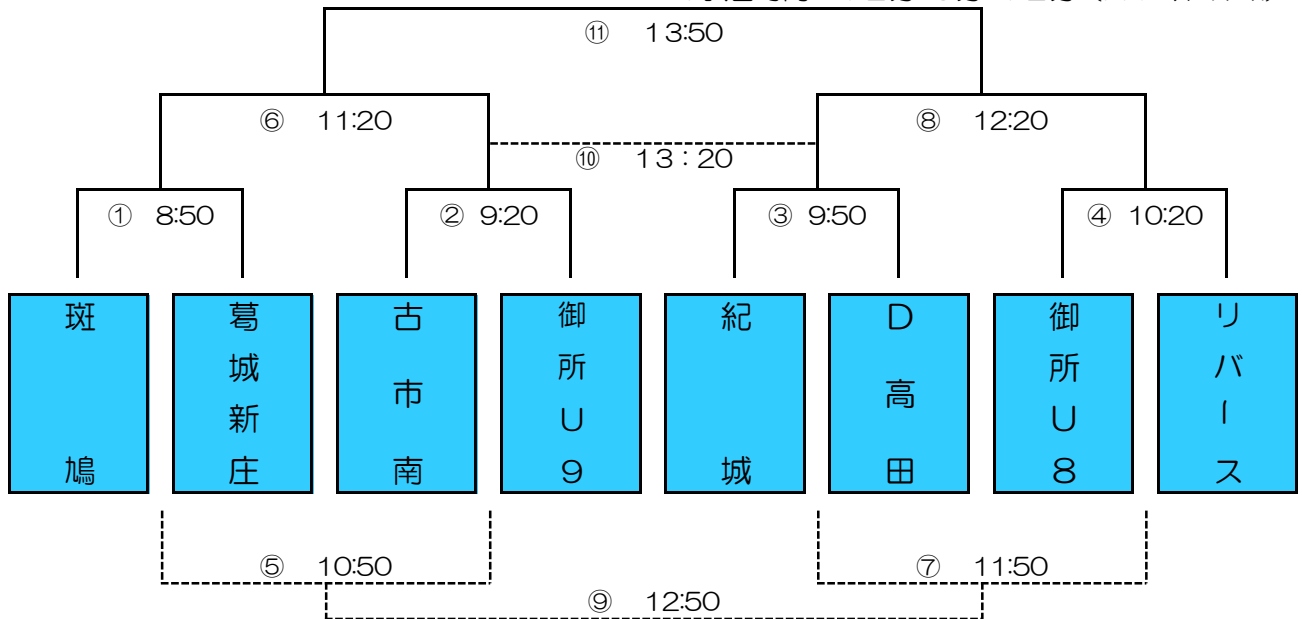 ⑪ 13:50
⑥ 11:20
⑧ 12:20
⑩ 13：20
① 8:50
② 9:20
③ 9:50
④ 10:20
斑鳩
葛城新庄
古市南
御所U9
紀城
D高田
御所U8
リバース
⑤ 10:50
⑦ 11:50
⑨ 12:50